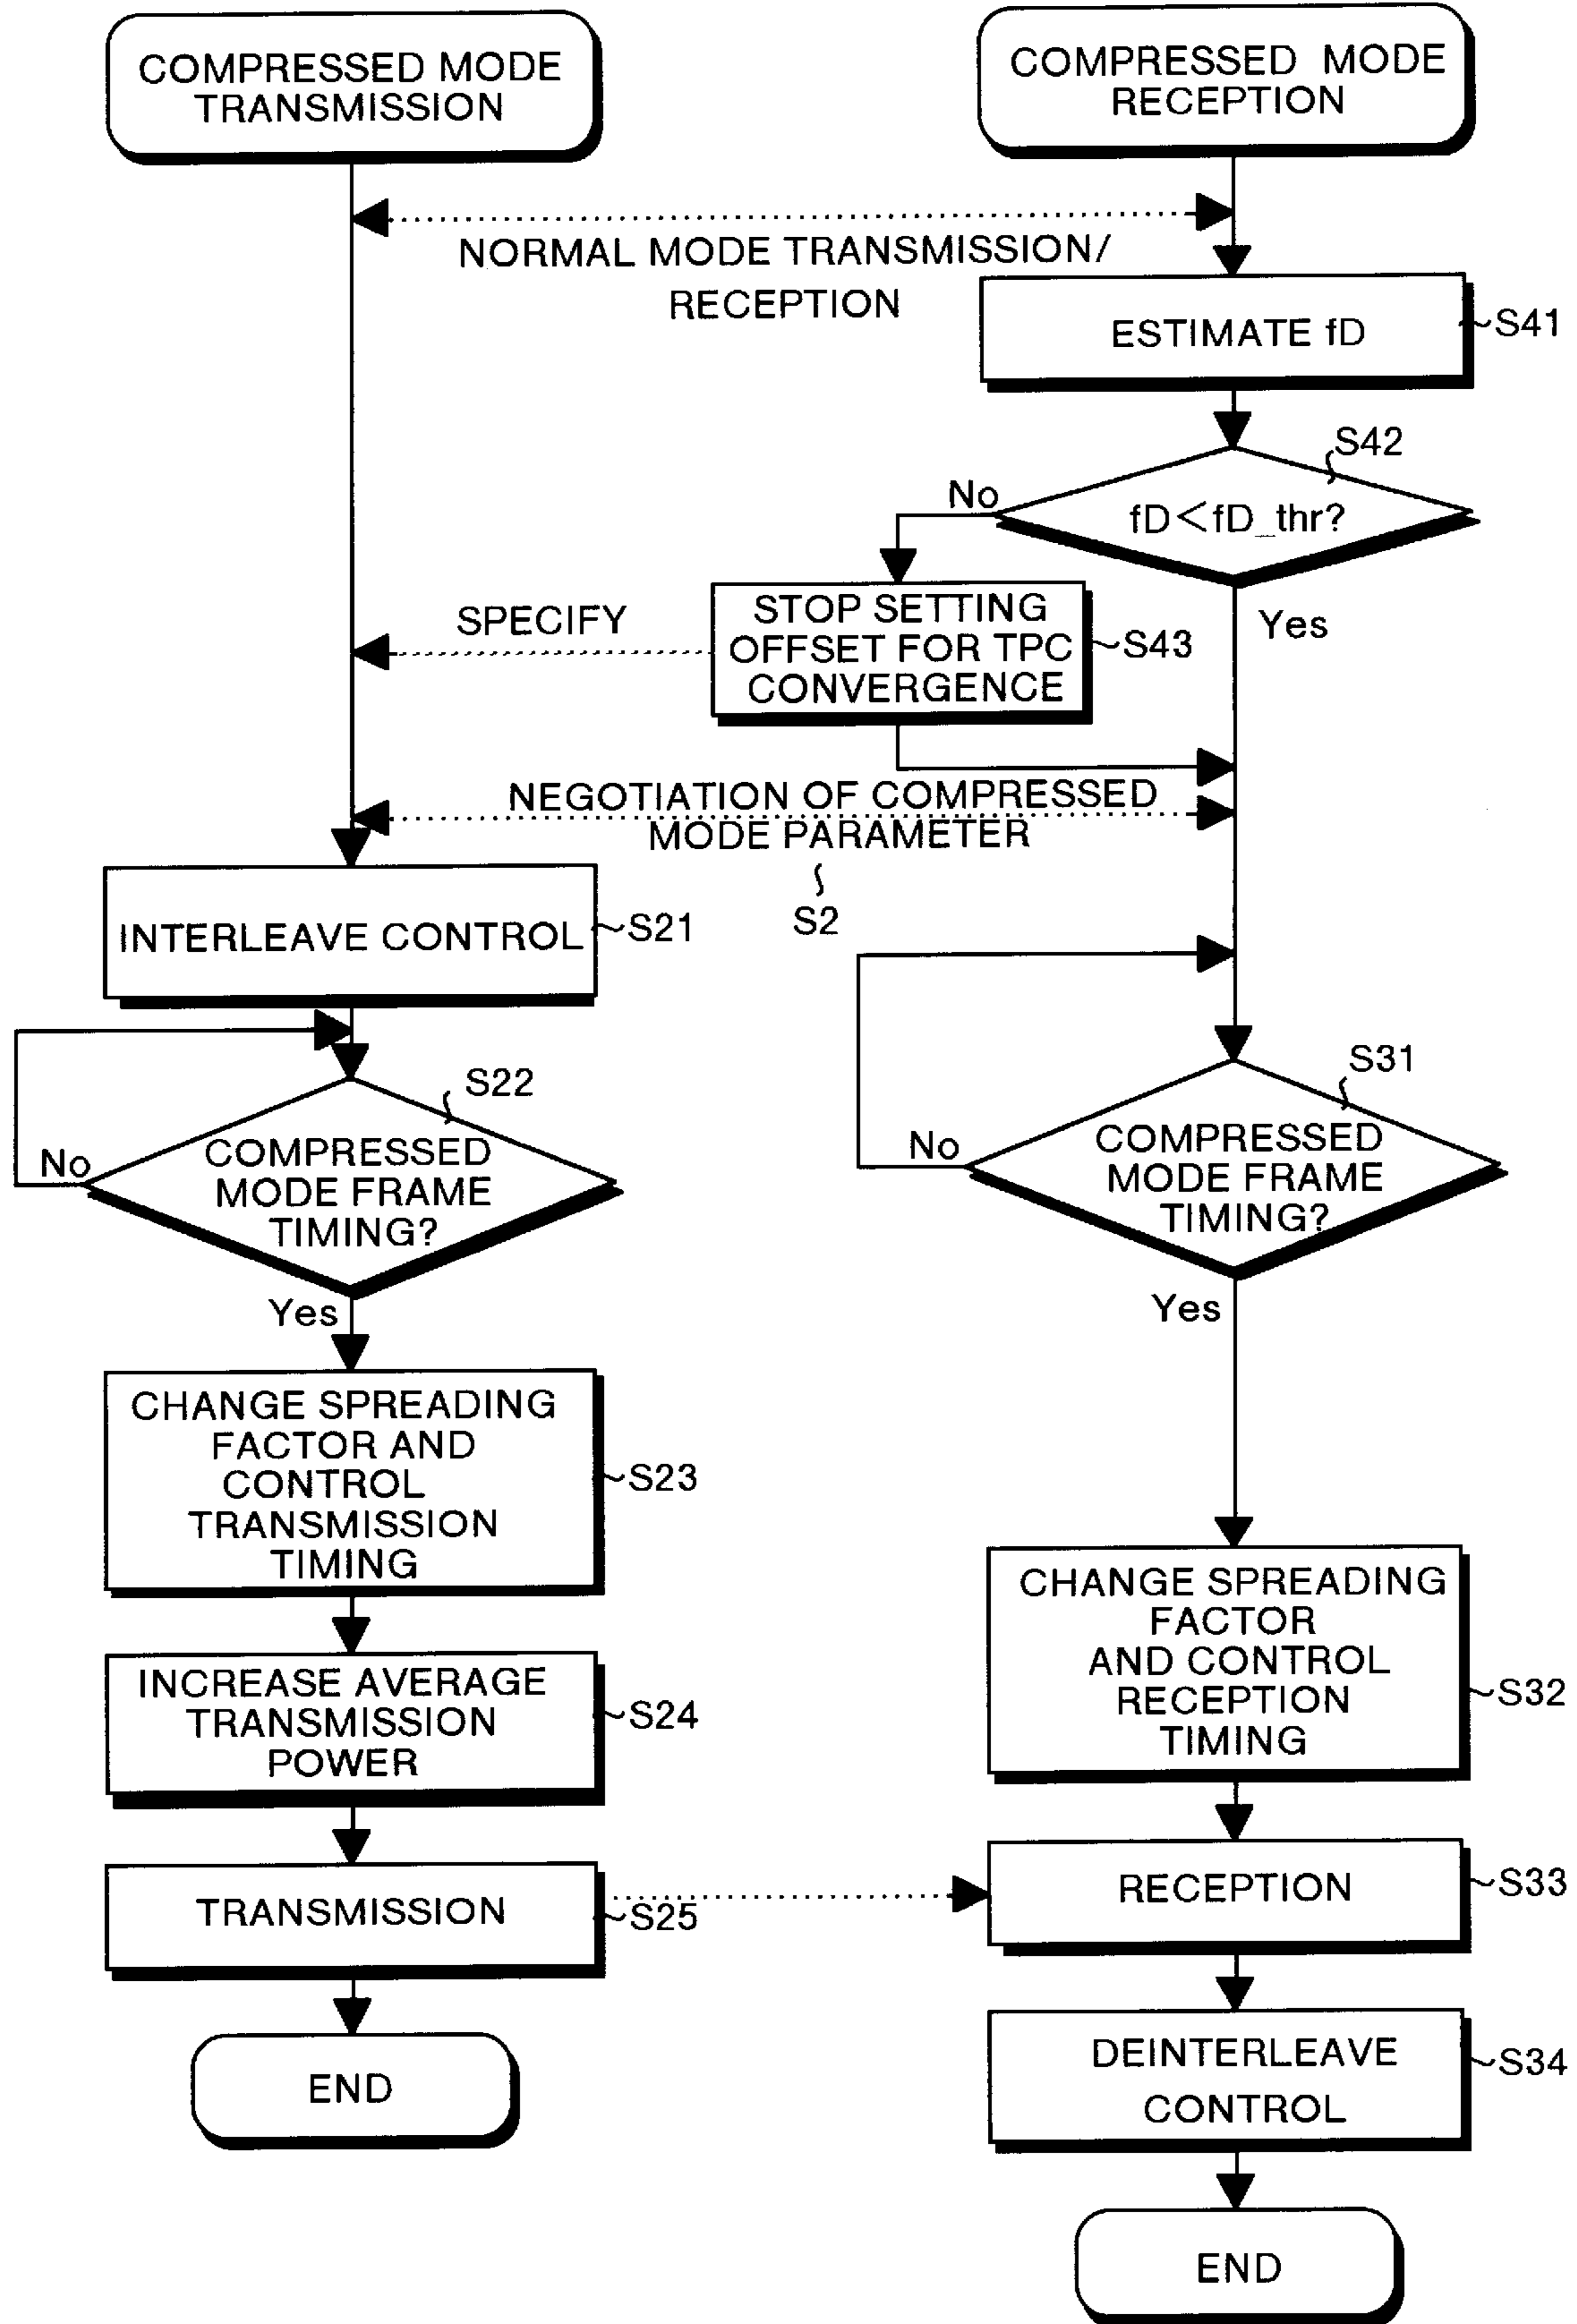 COMPRESSED MODE
TRANSMISSION
COMPRESSED MODE
RECEPTION
NORMAL MODE TRANSMISSION/
RECEPTION
ESTIMATE fD
S41
S42
No
fD<fD_thr?
Yes
STOP SETTING
OFFSET FOR TPC
CONVERGENCE
S43
SPECIFY
NEGOTIATION OF COMPRESSED
MODE PARAMETER
S2
INTERLEAVE CONTROL
S21
S22
No
COMPRESSED
MODE FRAME
TIMING?
Yes
S31
No
COMPRESSED
MODE FRAME
TIMING?
Yes
CHANGE SPREADING
FACTOR AND
CONTROL
TRANSMISSION
TIMING
S23
INCREASE AVERAGE
TRANSMISSION
POWER
S24
CHANGE SPREADING
FACTOR
AND CONTROL
RECEPTION
TIMING
S32
TRANSMISSION
S25
RECEPTION
S33
END
DEINTERLEAVE
CONTROL
S34
END